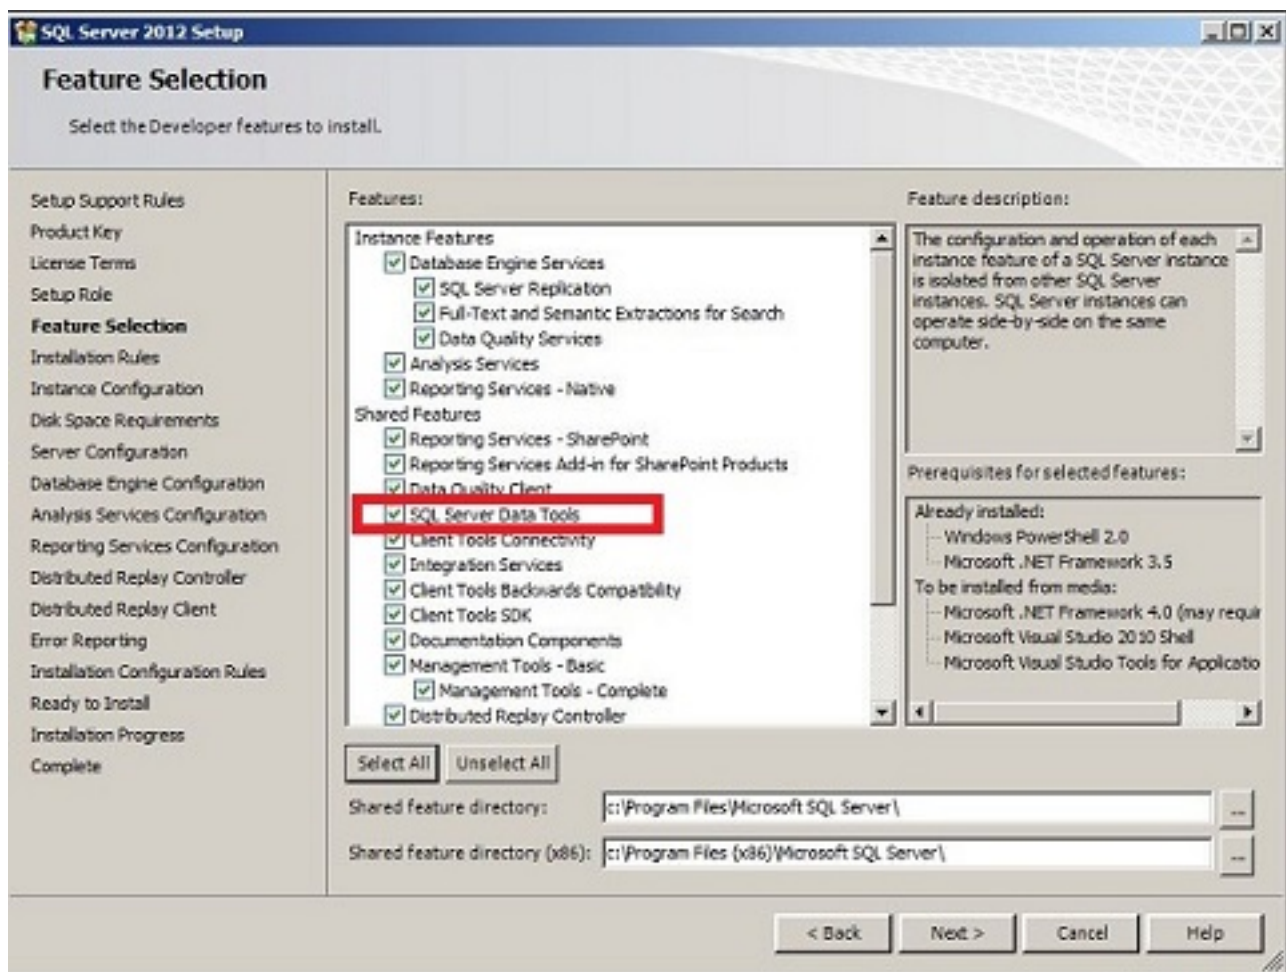 SQL Server 2012 Setup
Feature Selection
Select the Developer features to install.
Setup Support Rules
Product Key
License Terms
Setup Role
Feature Selection
Installation Rules
Instance Configuration
Disk Space Requirements
Server Configuration
Database Engine Configuration
Analysis Services Configuration
Reporting Services Configuration
Distributed Replay Controller
Distributed Replay Client
Error Reporting
Installation Configuration Rules
Ready to Install
Installation Progress
Complete
Features:
Instance Features
Database Engine Services
SQL Server Replication
Full-Text and Semantic Extractions for Search
Data Quality Services
Analysis Services
Reporting Services - Native
Shared Features
Reporting Services - SharePoint
Reporting Services Add-in for SharePoint Products
Data Quality Client
SQL Server Data Tools
Client Tools Connectivity
Integration Services
Client Tools Backwards Compatibility
Client Tools SDK
Documentation Components
Management Tools - Basic
Management Tools - Complete
Distributed Replay Controller
Feature description:
The configuration and operation of each
instance feature of a SQL Server instance
is isolated from other SQL Server
instances. SQL Server instances can
operate side-by-side on the same
computer.
Prerequisites for selected features:
Already installed:
Windows PowerShell 2.0
Microsoft .NET Framework 3.5
To be installed from media:
Microsoft .NET Framework 4.0 (may requir
Microsoft Visual Studio 2010 Shell
Microsoft Visual Studio Tools for Applicatio
Select All
Unselect All
Shared feature directory:
c:\Program Files\Microsoft SQL Server\
...
Shared feature directory (x86):
c:\Program Files (x86)\Microsoft SQL Server\
...
< Back
Next >
Cancel
Help